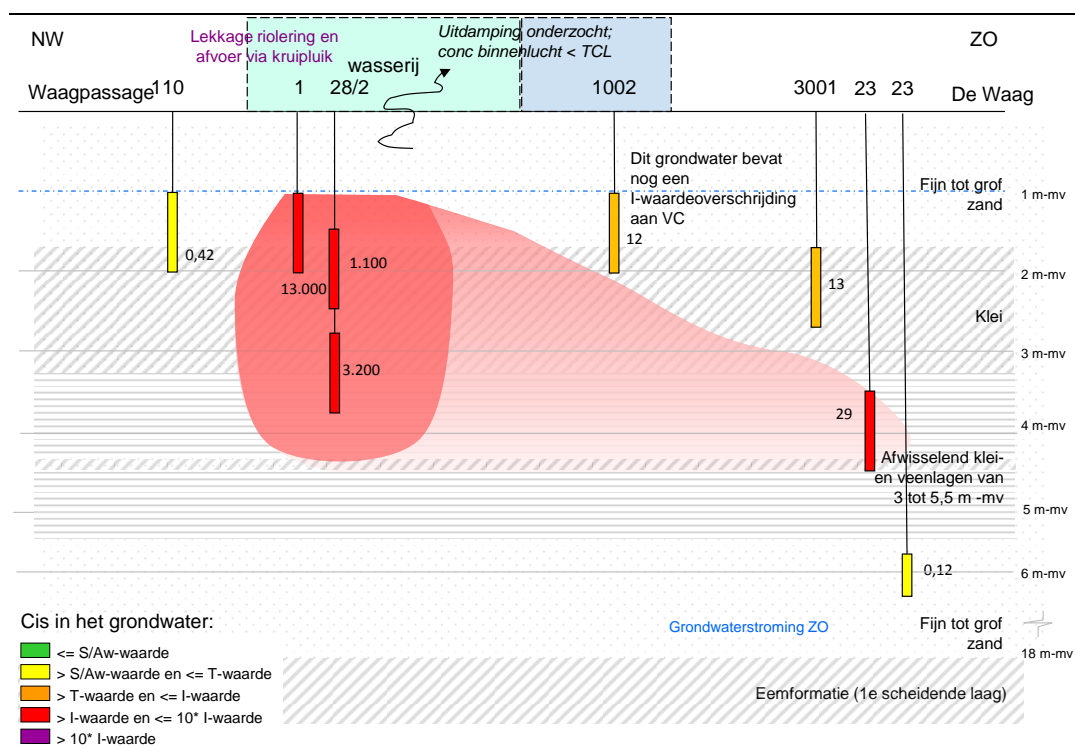 NW
Lekkage riolering en
afvoer via kruipluik
Uitdamping onderzocht;
conc binnenlucht < TCL
ZO
wasserij
Waagpassage
110
1
28/2
1002
3001
23
23
De Waag
Dit grondwater bevat
nog een
I-waardeoverschrijding
aan VC
Fijn tot grof
zand
1 m-mv
12
0,42
1.100
13.000
2 m-mv
13
Klei
3 m-mv
3.200
29
4 m-mv
Afwisselend klei-
en veenlagen van
3 tot 5,5 m -mv
5 m-mv
0,12
6 m-mv
Cis in het grondwater:
<= S/Aw-waarde
> S/Aw-waarde en <= T-waarde
> T-waarde en <= I-waarde
> I-waarde en <= 10* I-waarde
> 10* I-waarde
Grondwaterstroming ZO
Fijn tot grof
zand
18 m-mv
Eemformatie (1e scheidende laag)